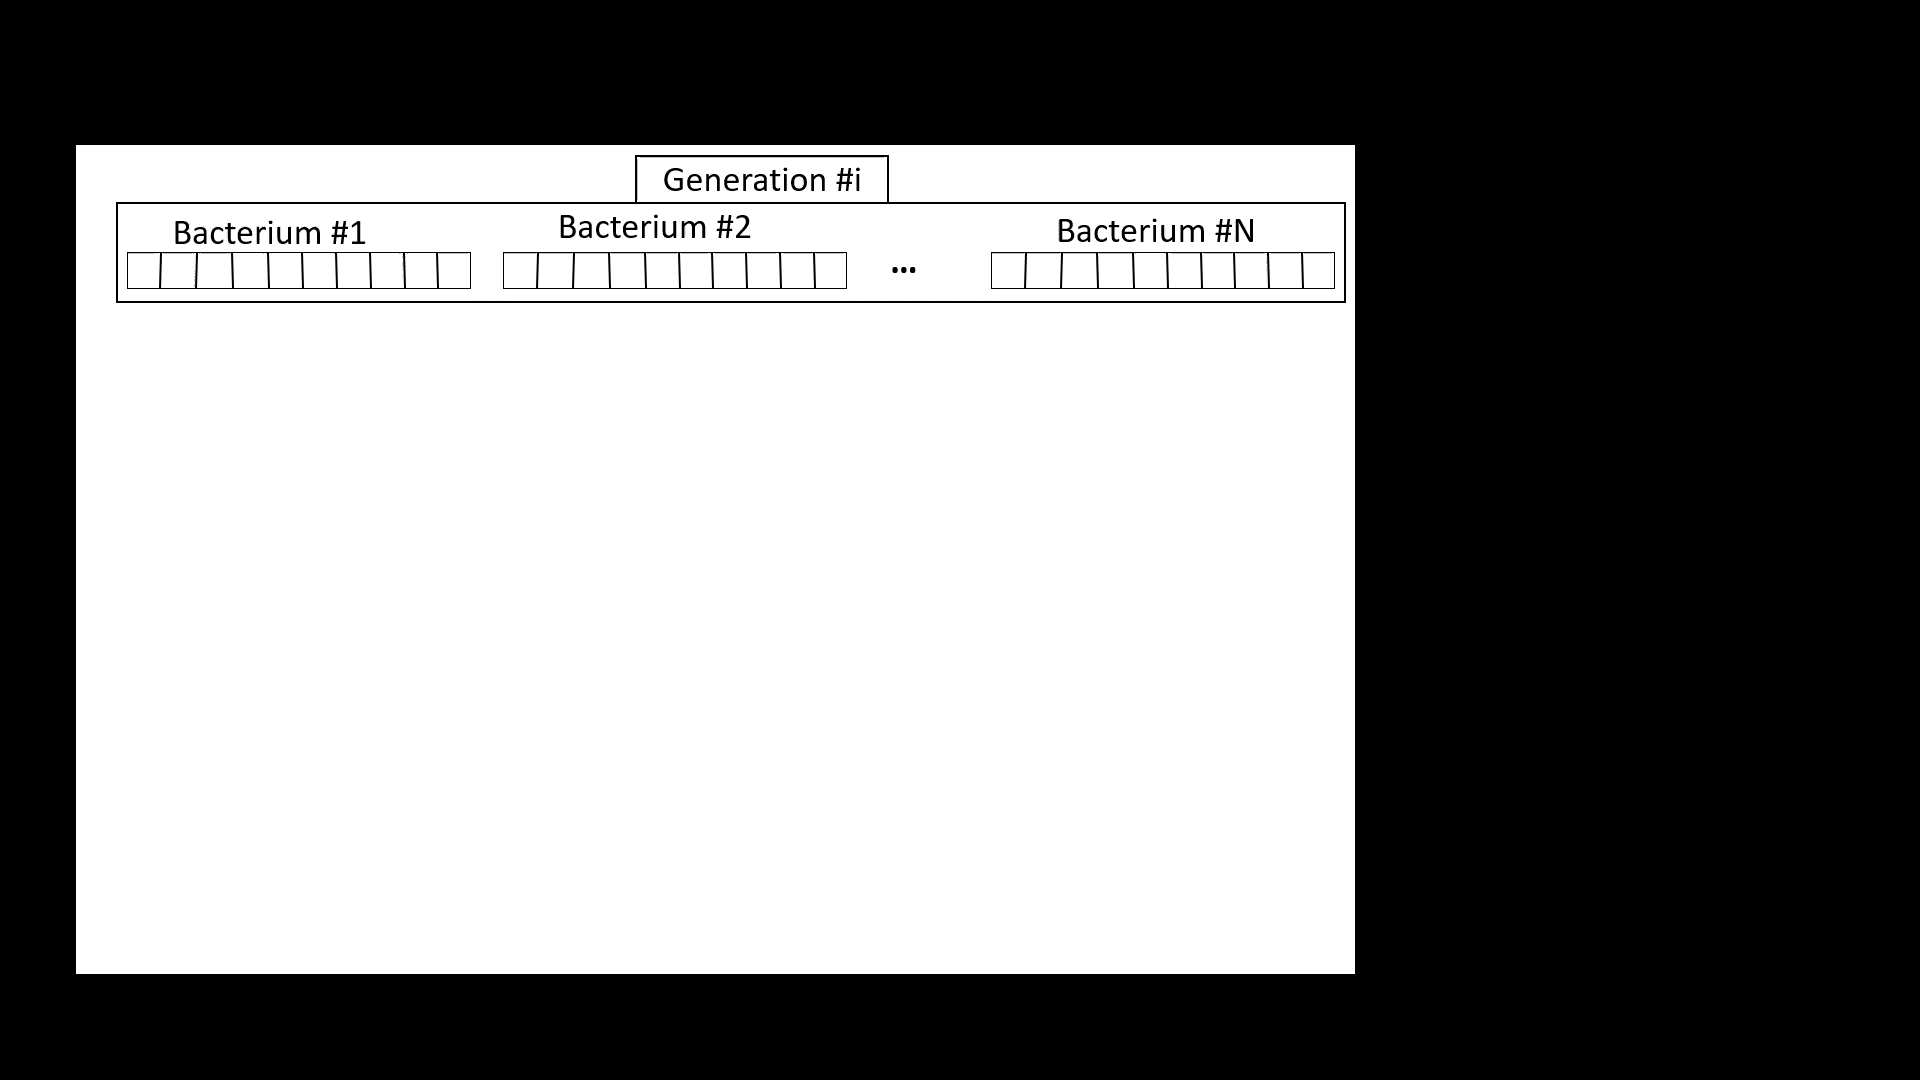 Generation #i
Bacterium #1
Bacterium #2
Bacterium #N
...